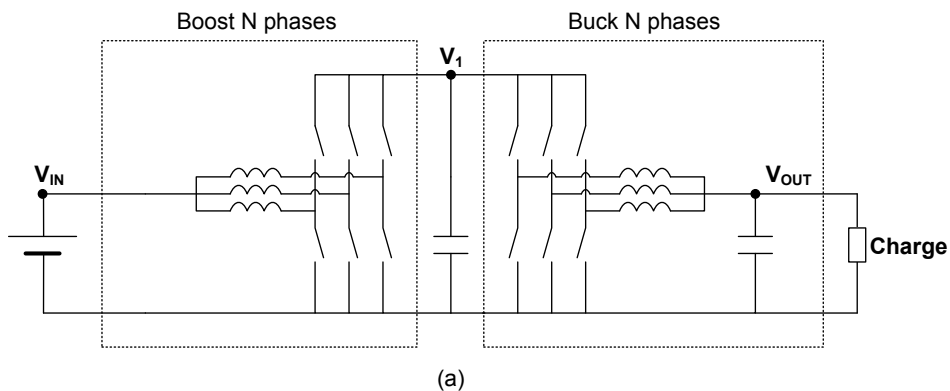 Boost N phases
Buck N phases
V1
VIN
VOUT
Charge
(a)